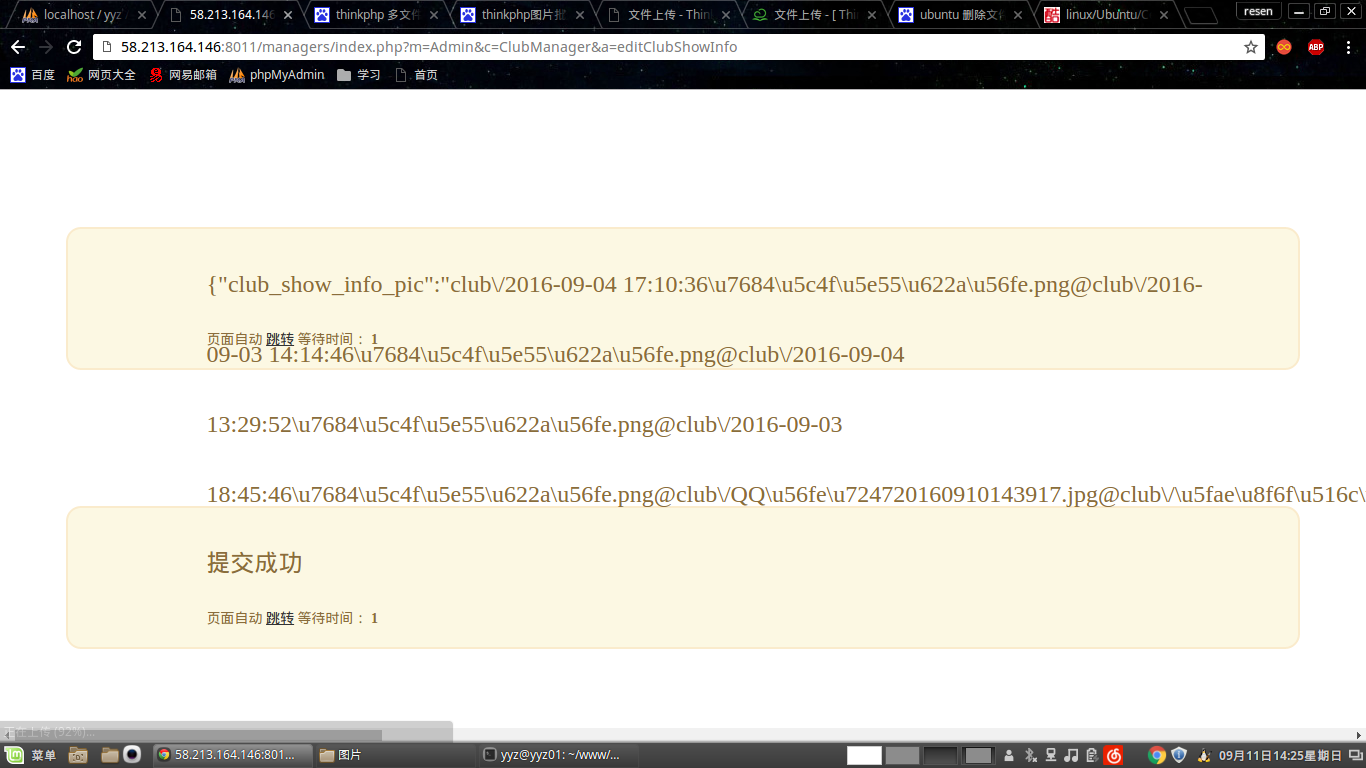 localhost / yyz
58.213.164.146
thinkphp 多文件
thinkphp图片批
文件上传 - Thin
文件上传 - [ Thi
ubuntu 删除文件
linux/Ubuntu/C
resen
58.213.164.146:8011/managers/index.php?m=Admin&c=ClubManager&a=editClubShowInfo
ABP
百度
网页大全
网易邮箱
phpMyAdmin
学习
首页
{"club_show_info_pic":"club\/2016-09-04 17:10:36\u7684\u5c4f\u5e55\u622a\u56fe.png@club\/2016-
页面自动 跳转 等待时间： 1
09-03 14:14:46\u7684\u5c4f\u5e55\u622a\u56fe.png@club\/2016-09-04
13:29:52\u7684\u5c4f\u5e55\u622a\u56fe.png@club\/2016-09-03
18:45:46\u7684\u5c4f\u5e55\u622a\u56fe.png@club\/QQ\u56fe\u724720160910143917.jpg@club\/\u5fae\u8f6f\u516c\
提交成功
页面自动 跳转 等待时间： 1
正在上传 (92%)...
菜单
58.213.164.146:801...
图片
yyz@yyz01: ~/www/...
09月11日14:25星期日